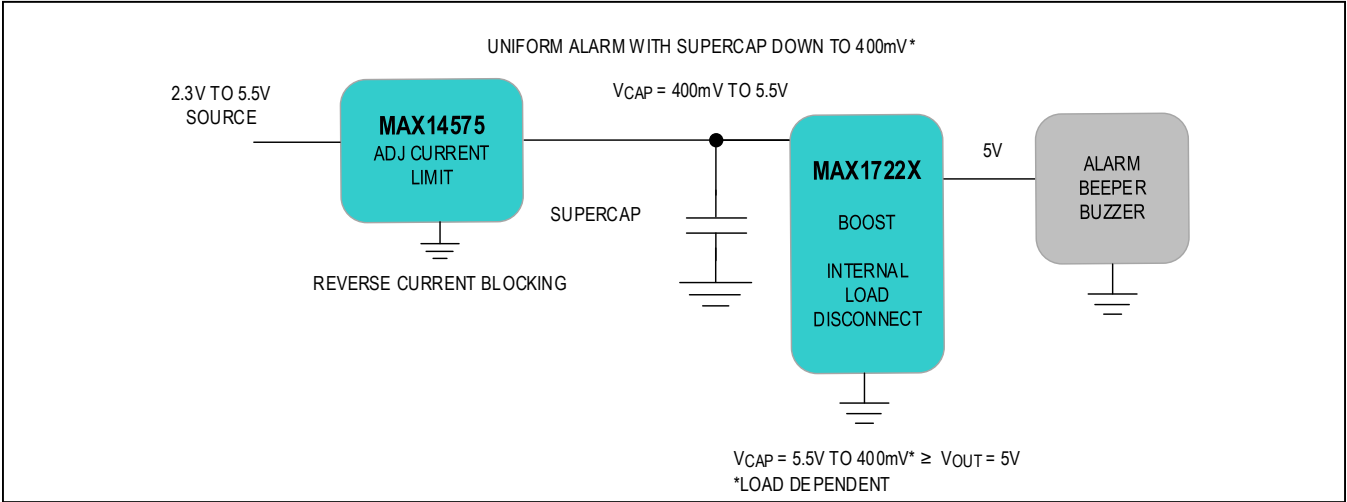 UNIFORM ALARM WITH SUPERCAP DOWN TO 400mV*
2.3V TO 5.5V
SOURCE
VCAP = 400mV TO 5.5V
MAX14575
ADJ CURRENT
LIMIT
REVERSE CURRENT BLOCKING
SUPERCAP
MAX1722X
BOOST
INTERNAL
LOAD
DISCONNECT
5V
ALARM
BEEPER
BUZZER
VCAP = 5.5V TO 400mV* ≥ VOUT = 5V
*LOAD DEPENDENT